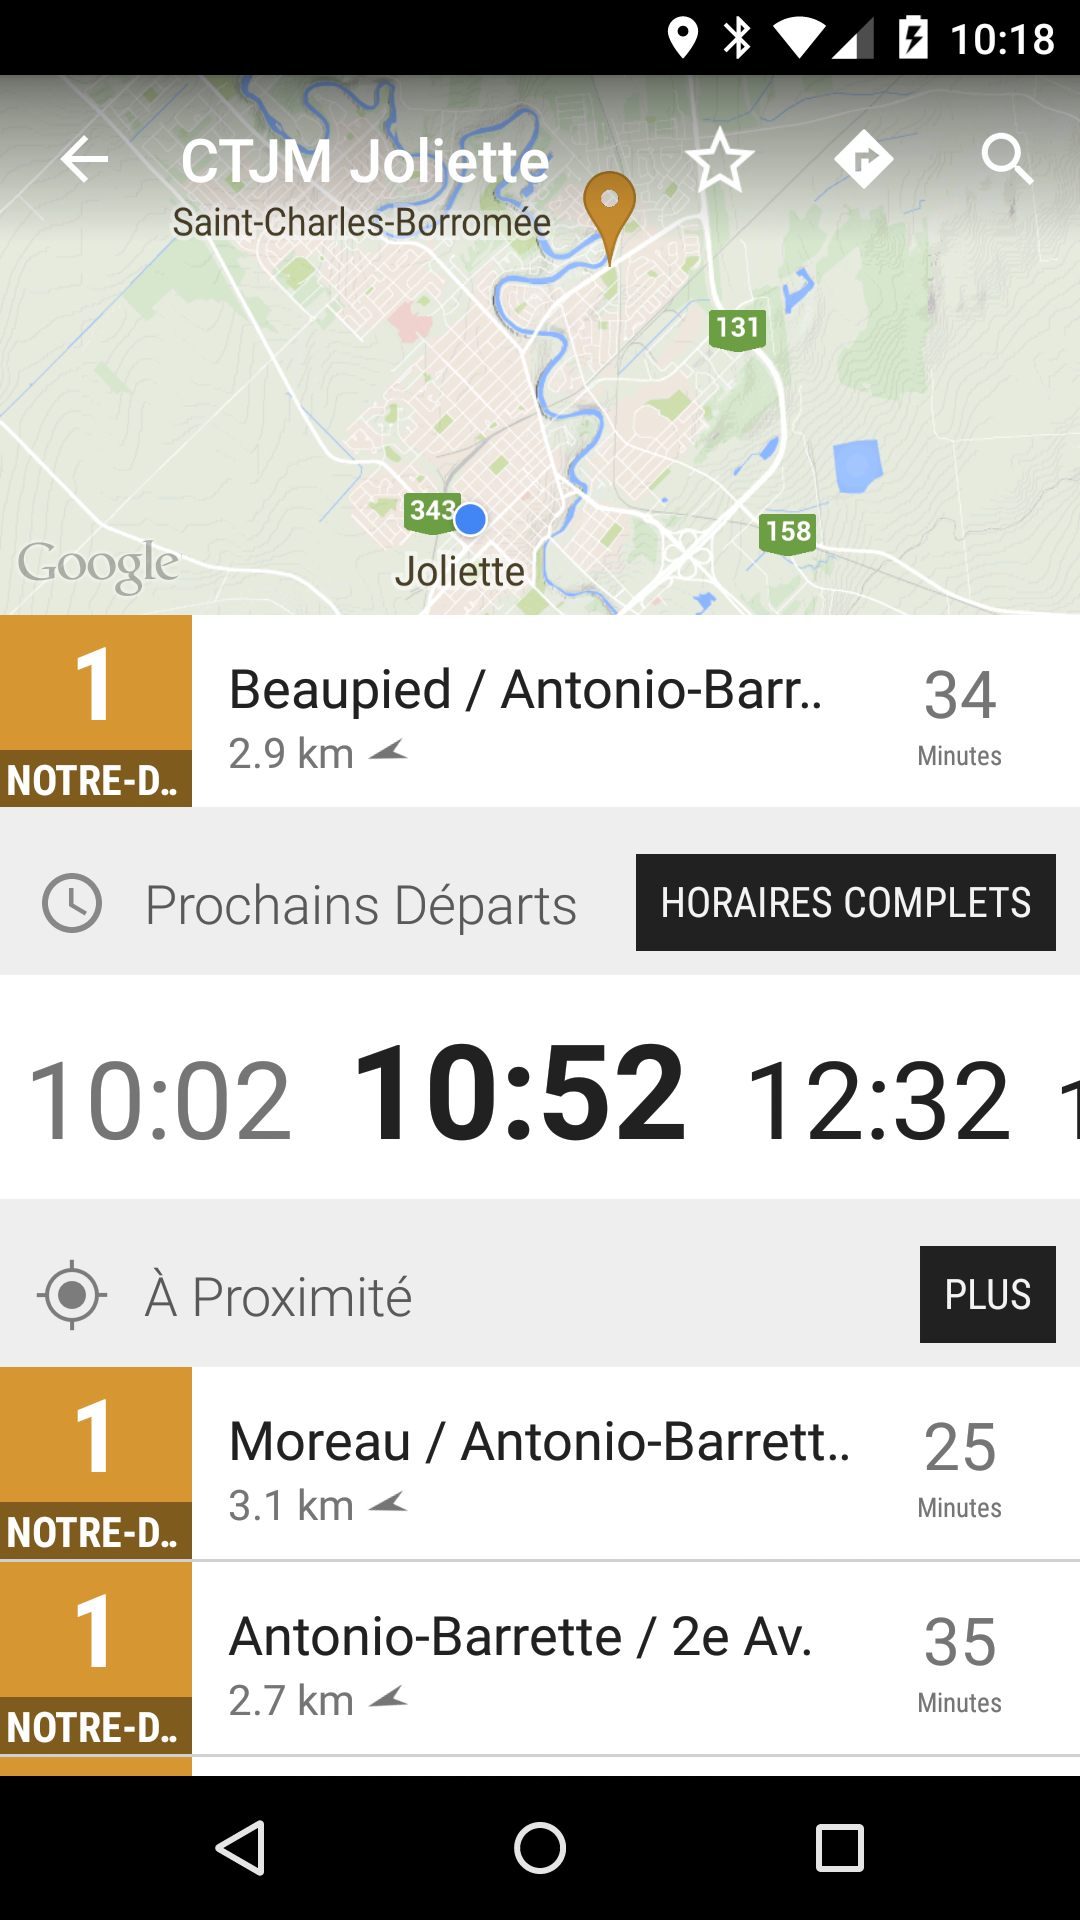 10:18
CTJM Joliette
Saint-Charles-Borromée
131
343
158
Google
Joliette
1
NOTRE-D..
Beaupied / Antonio-Barr..
2.9 km
34
Minutes
Prochains Départs
HORAIRES COMPLETS
10:02 10:52 12:32 1
À Proximité
PLUS
1
NOTRE-D..
Moreau / Antonio-Barrett..
3.1 km
25
Minutes
1
NOTRE-D..
Antonio-Barrette / 2e Av.
2.7 km
35
Minutes